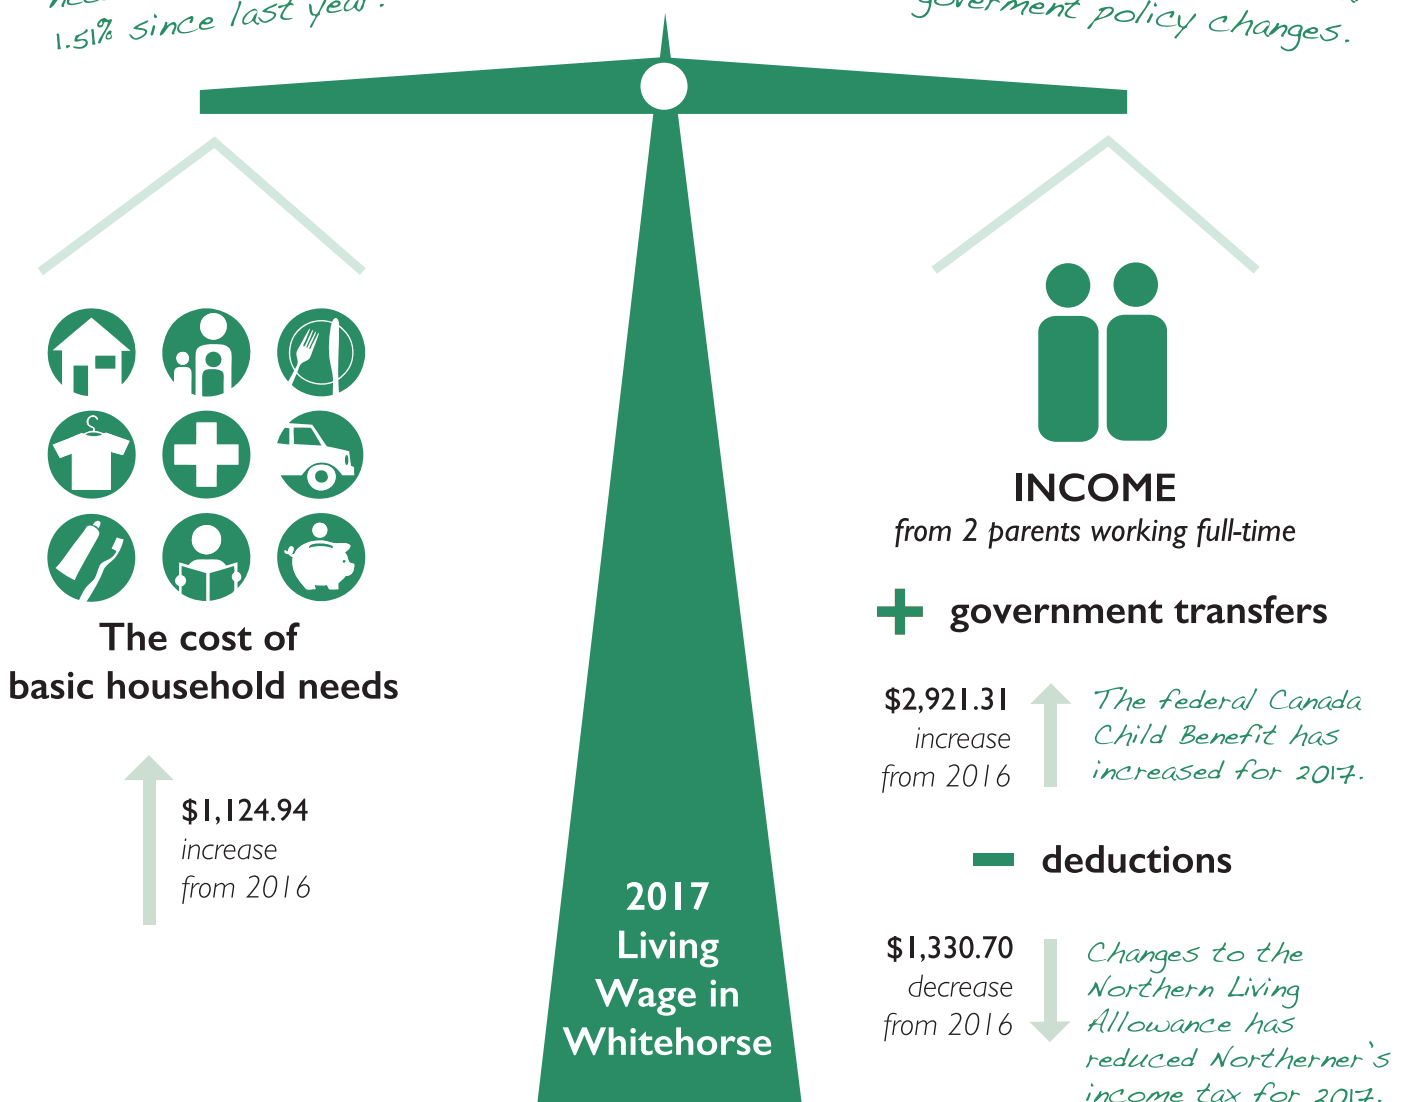 1.51% since last year.
goverment policy changes.
The cost of
basic household needs
$1,124.94
increase
from 2016
2017
Living
Wage in
Whitehorse
INCOME
from 2 parents working full-time
+ government transfers
$2,921.31
increase
from 2016
The federal Canada
Child Benefit has
increased for 2017.
– deductions
$1,330.70
decrease
from 2016
Changes to the
Northern Living
Allowance has
reduced Northerner's
income tax for 2017.